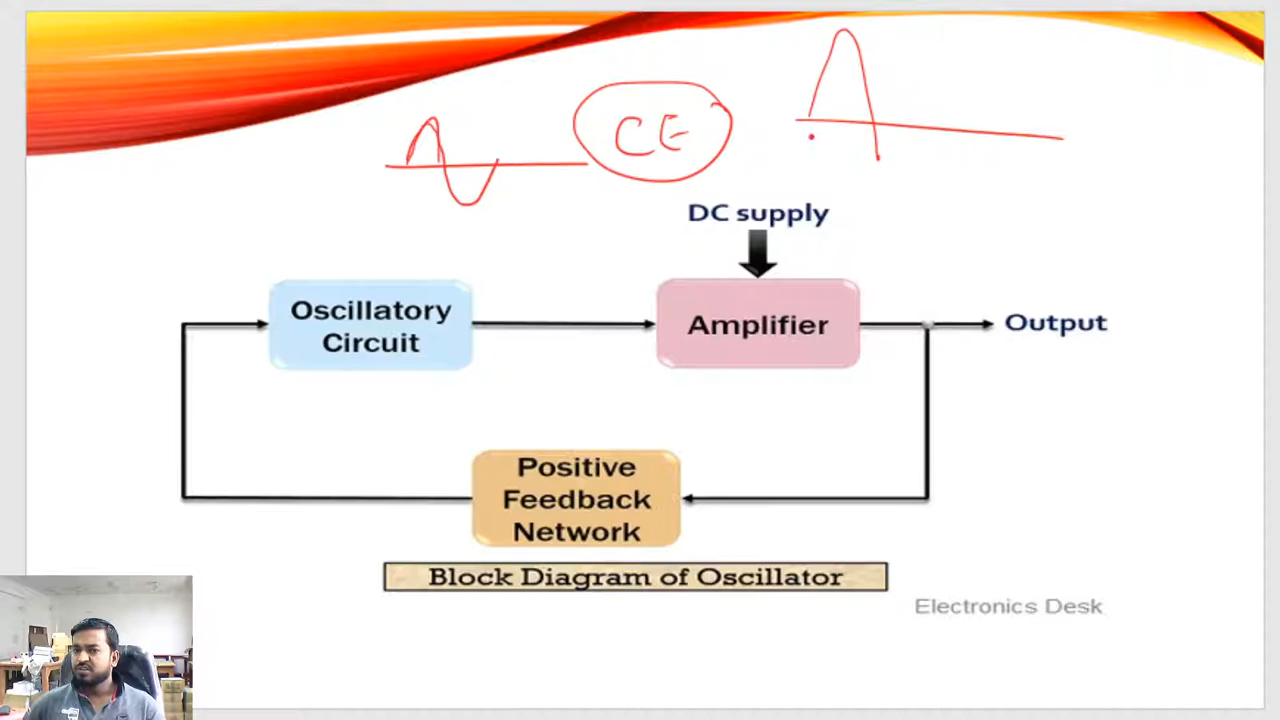 CE
DC supply
Oscillatory
Circuit
Amplifier
Output
Positive
Feedback
Network
Block Diagram of Oscillator
Electronics Desk